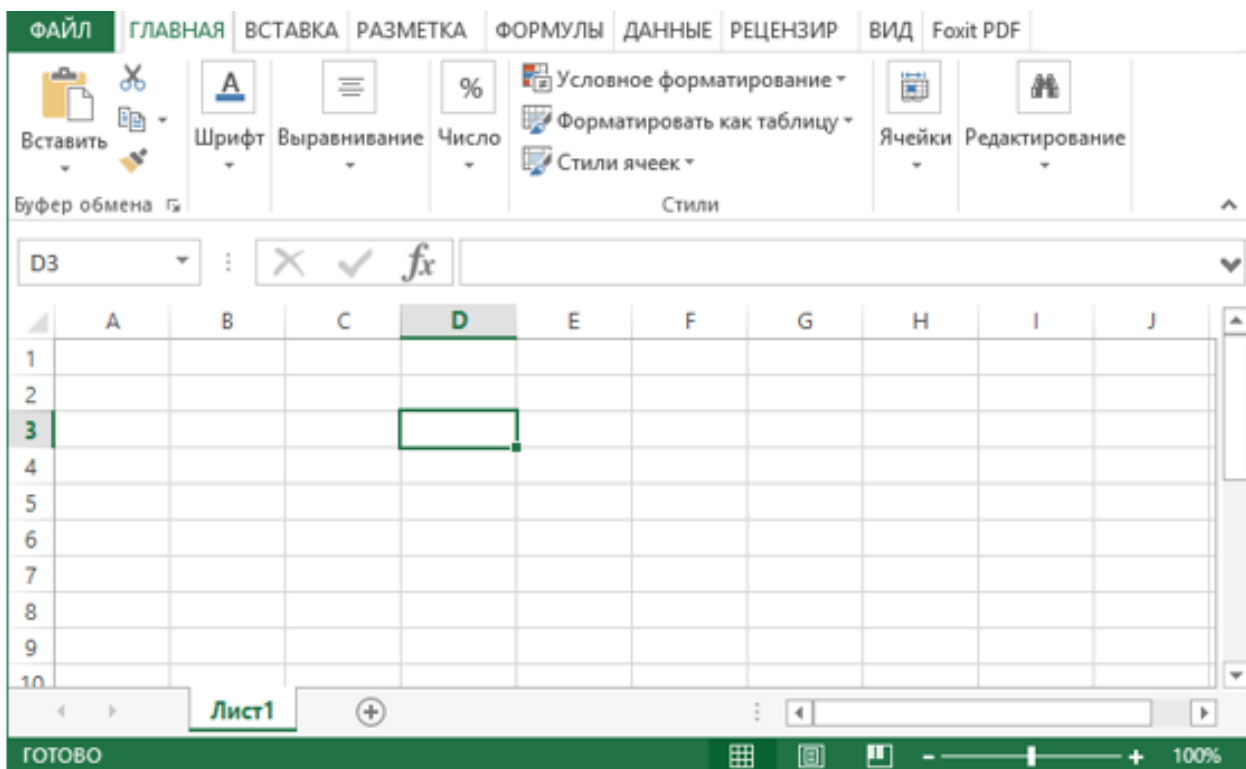 ФАЙЛ ГЛАВНАЯ ВСТАВКА РАЗМЕТКА ФОРМУЛЫ ДАННЫЕ РЕЦЕНЗИР ВИД Foxit PDF
Условное форматирование
Форматировать как таблицу
Вставить Шрифт Выравнивание Число Ячейки Редактирование
Стили ячеек
Буфер обмена Стили
D3 fx
A B C D E F G H I J
1
2
3
4
5
6
7
8
9
10
Лист1
ГОТОВО 100%